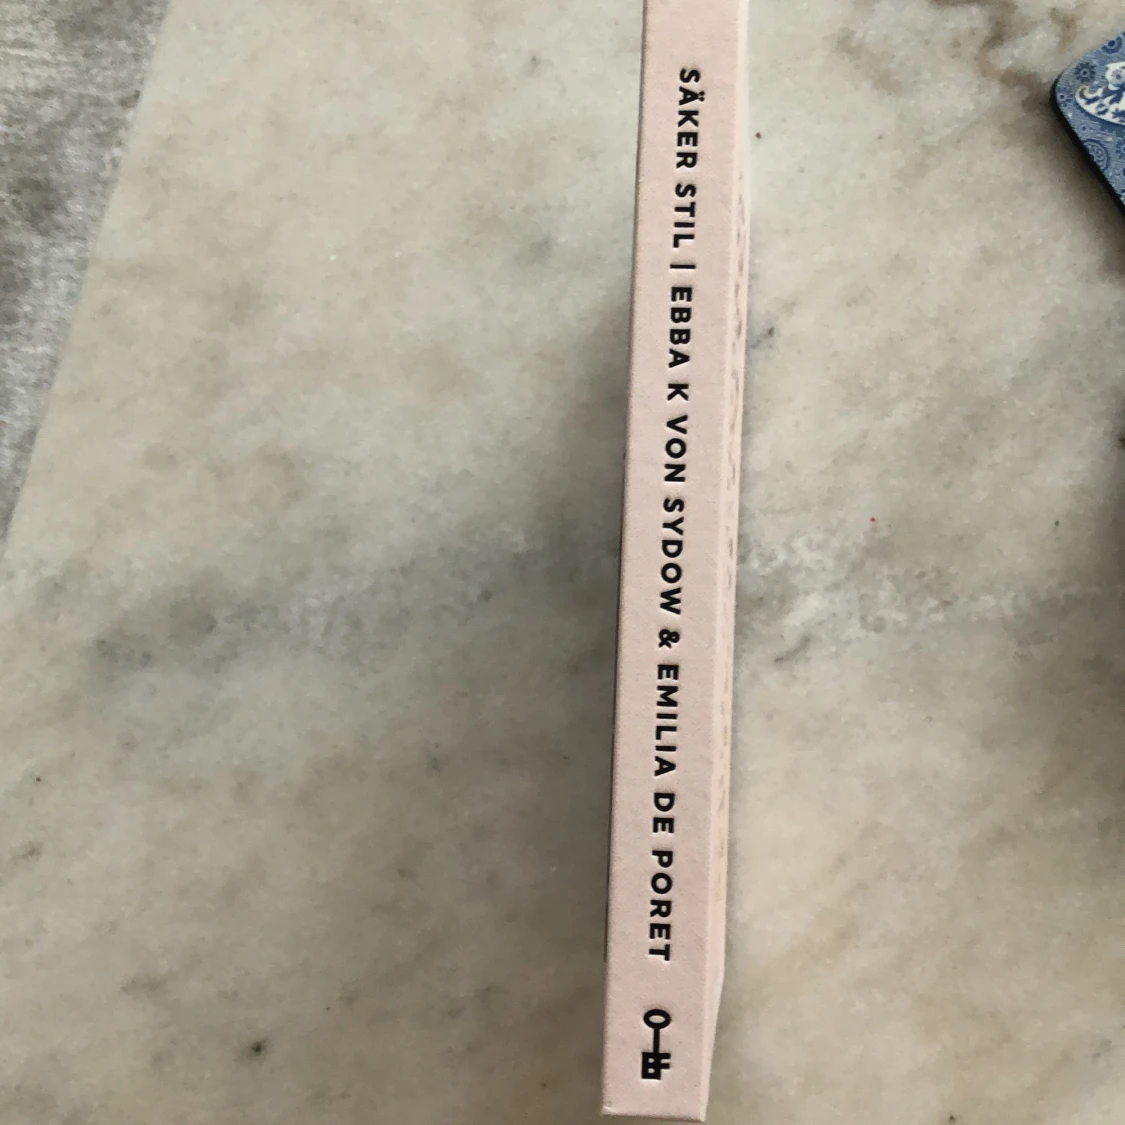 SÄKER STIL | EBBA K VON SYDOW & EMILIA DE PORET